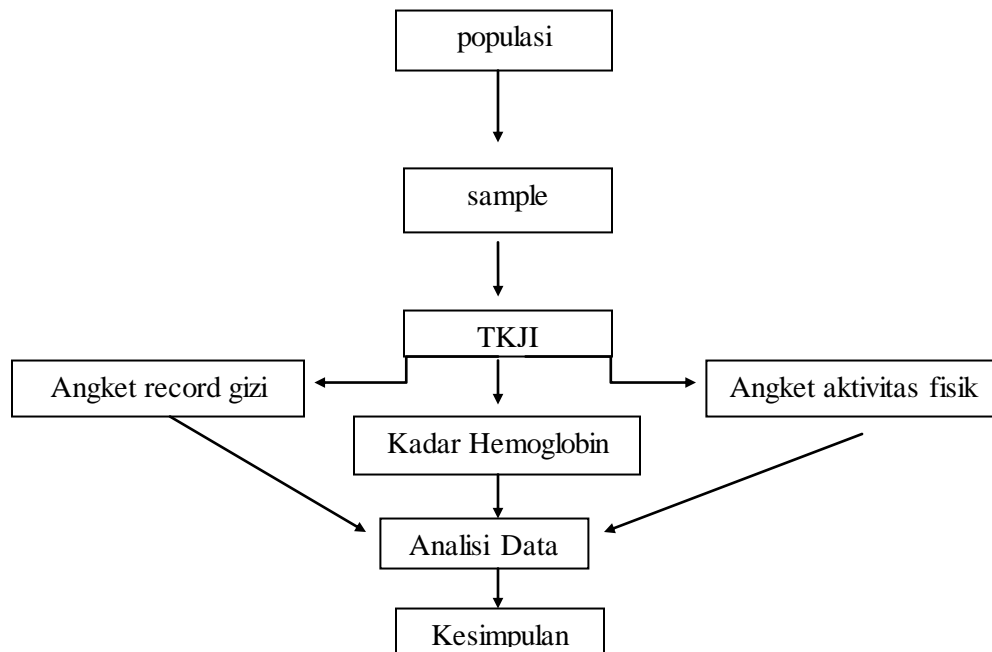 populasi
sample
TKJI
Angket record gizi
Angket aktivitas fisik
Kadar Hemoglobin
Analisi Data
Kesimpulan